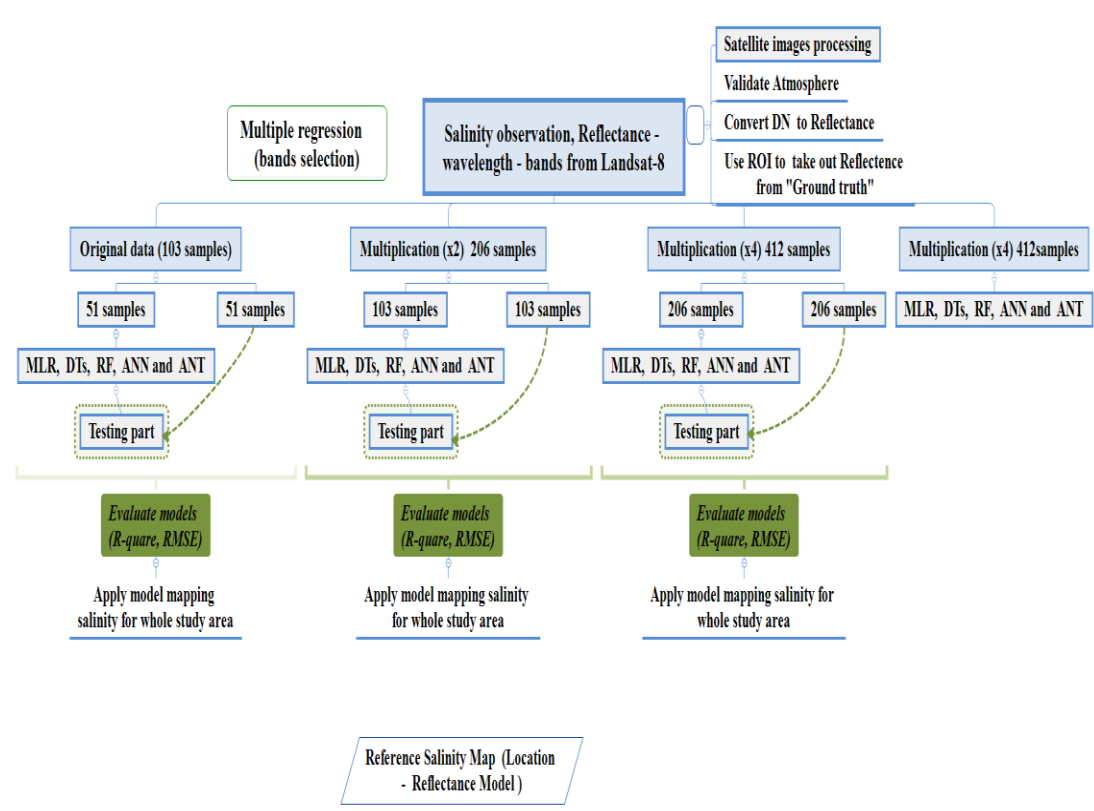 Satellite images processing
Validate Atmosphere
Convert DN to Reflectance
Use ROI to take out Reflectence
from "Ground truth"
Multiple regression
(bands selection)
Salinity observation, Reflectance -
wavelength - bands from Landsat-8
Original data (103 samples)
Multiplication (x2) 206 samples
Multiplication (x4) 412 samples
Multiplication (x4) 412samples
51 samples
51 samples
103 samples
103 samples
206 samples
206 samples
MLR, DTs, RF, ANN and ANT
MLR, DTs, RF, ANN and ANT
MLR, DTs, RF, ANN and ANT
MLR, DTs, RF, ANN and ANT
Testing part
Testing part
Testing part
Evaluate models
(R-quare, RMSE)
Evaluate models
(R-quare, RMSE)
Evaluate models
(R-quare, RMSE)
Apply model mapping
salinity for whole study area
Apply model mapping salinity
for whole study area
Apply model mapping salinity for
whole study area
Reference Salinity Map (Location
- Reflectance Model )